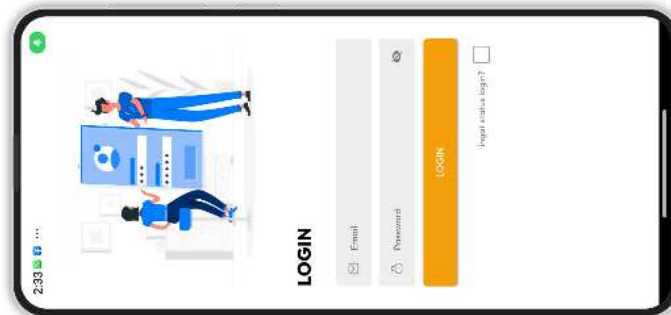 2:33 ...
LOGIN
Email
Password
LOGIN
ingat status login?